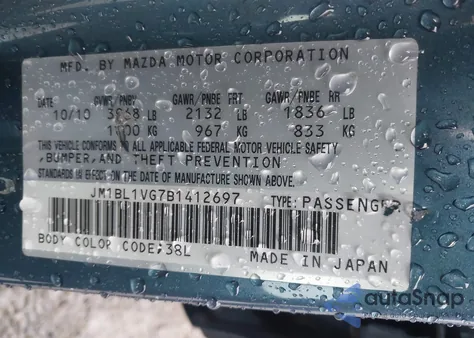 MFD. BY MAZDA MOTOR CORPORATION
DATE GVWR/PNBV GAWR/PNBE FRT GAWR/PNBE RR
10/10 LB 2132 LB 1836 LB
KG 967 KG 833 KG
THIS VEHICLE CONFORMS TO ALL APPLICABLE FEDERAL MOTOR VEHICLE SAFETY
,BUMPER,AND THEFT PREVENTION
STANDARDS IN EFFECT ON THE DATE OF MANUFACTURE SHOWN ABOVE.
JM1BL1VG7B1412697 TYPE: PASSENGER
BODY COLOR CODE;38L MADE IN JAPAN
autoSnap